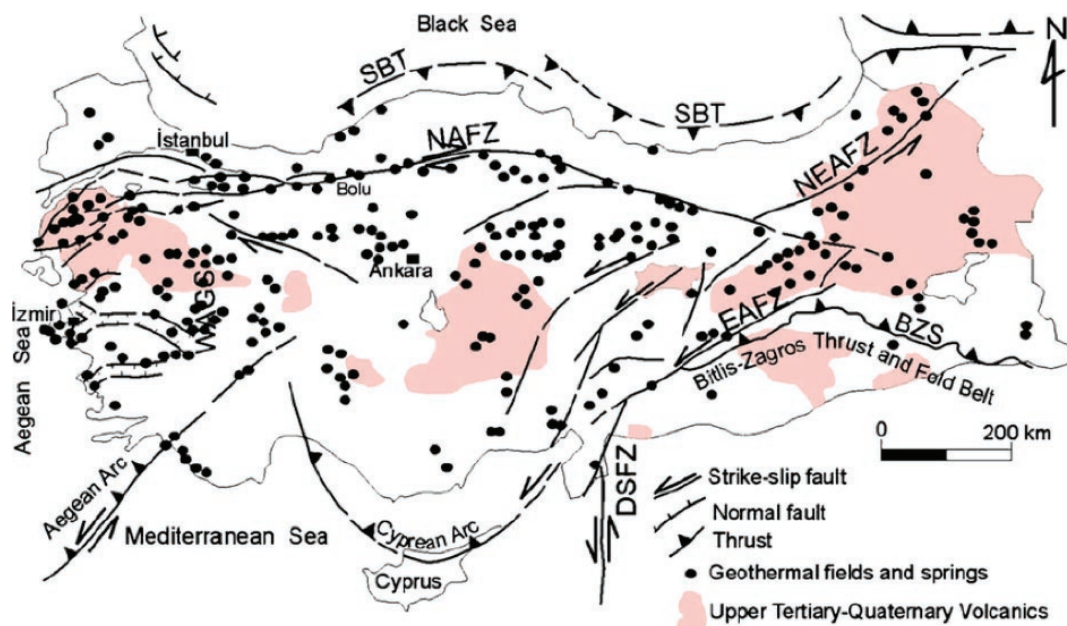 Black Sea
N
SBT
SBT
İstanbul
NAFZ
NEAFZ
Bolu
Ankara
WAGS
İzmir
Aegean Sea
EAFZ
BZS
Bitlis-Zagros Thrust and Fold Belt
0 200 km
DSFZ
Aegean Arc
Mediterranean Sea
Cyprean Arc
Cyprus
Strike-slip fault
Normal fault
Thrust
Geothermal fields and springs
Upper Tertiary-Quaternary Volcanics